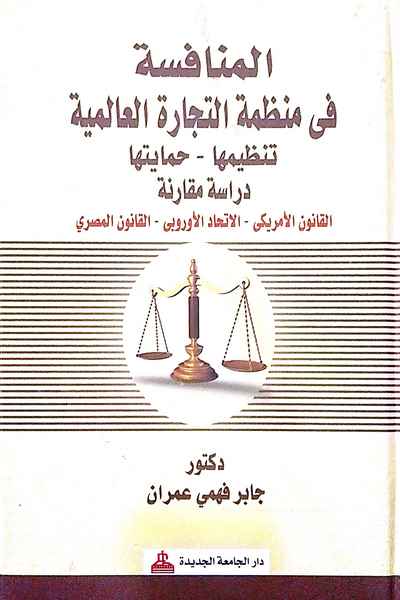 المنافسة
فى منظمة التجارة العالمية
تنظيمها - حمايتها
دراسة مقارنة
القانون الأمريكى - الاتحاد الأوروبى - القانون المصري
دكتور
جابر فهمي عمران
دار الجامعة الجديدة